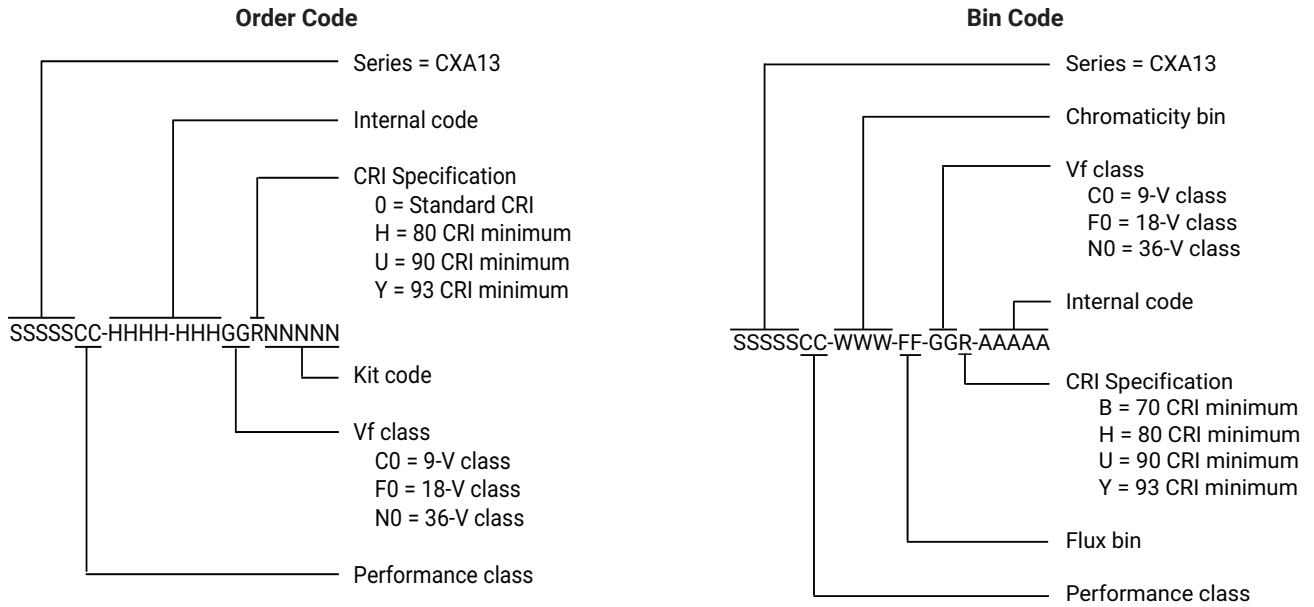 Order Code
Series = CXA13
Internal code
CRI Specification
0 = Standard CRI
H = 80 CRI minimum
U = 90 CRI minimum
Y = 93 CRI minimum
SSSSSCC-HHHH-HHHGGRNNNNN
Kit code
Vf class
C0 = 9-V class
F0 = 18-V class
N0 = 36-V class
Performance class
Bin Code
Series = CXA13
Chromaticity bin
Vf class
C0 = 9-V class
F0 = 18-V class
N0 = 36-V class
Internal code
SSSSSCC-WWW-FF-GGR-AAAAA
CRI Specification
B = 70 CRI minimum
H = 80 CRI minimum
U = 90 CRI minimum
Y = 93 CRI minimum
Flux bin
Performance class